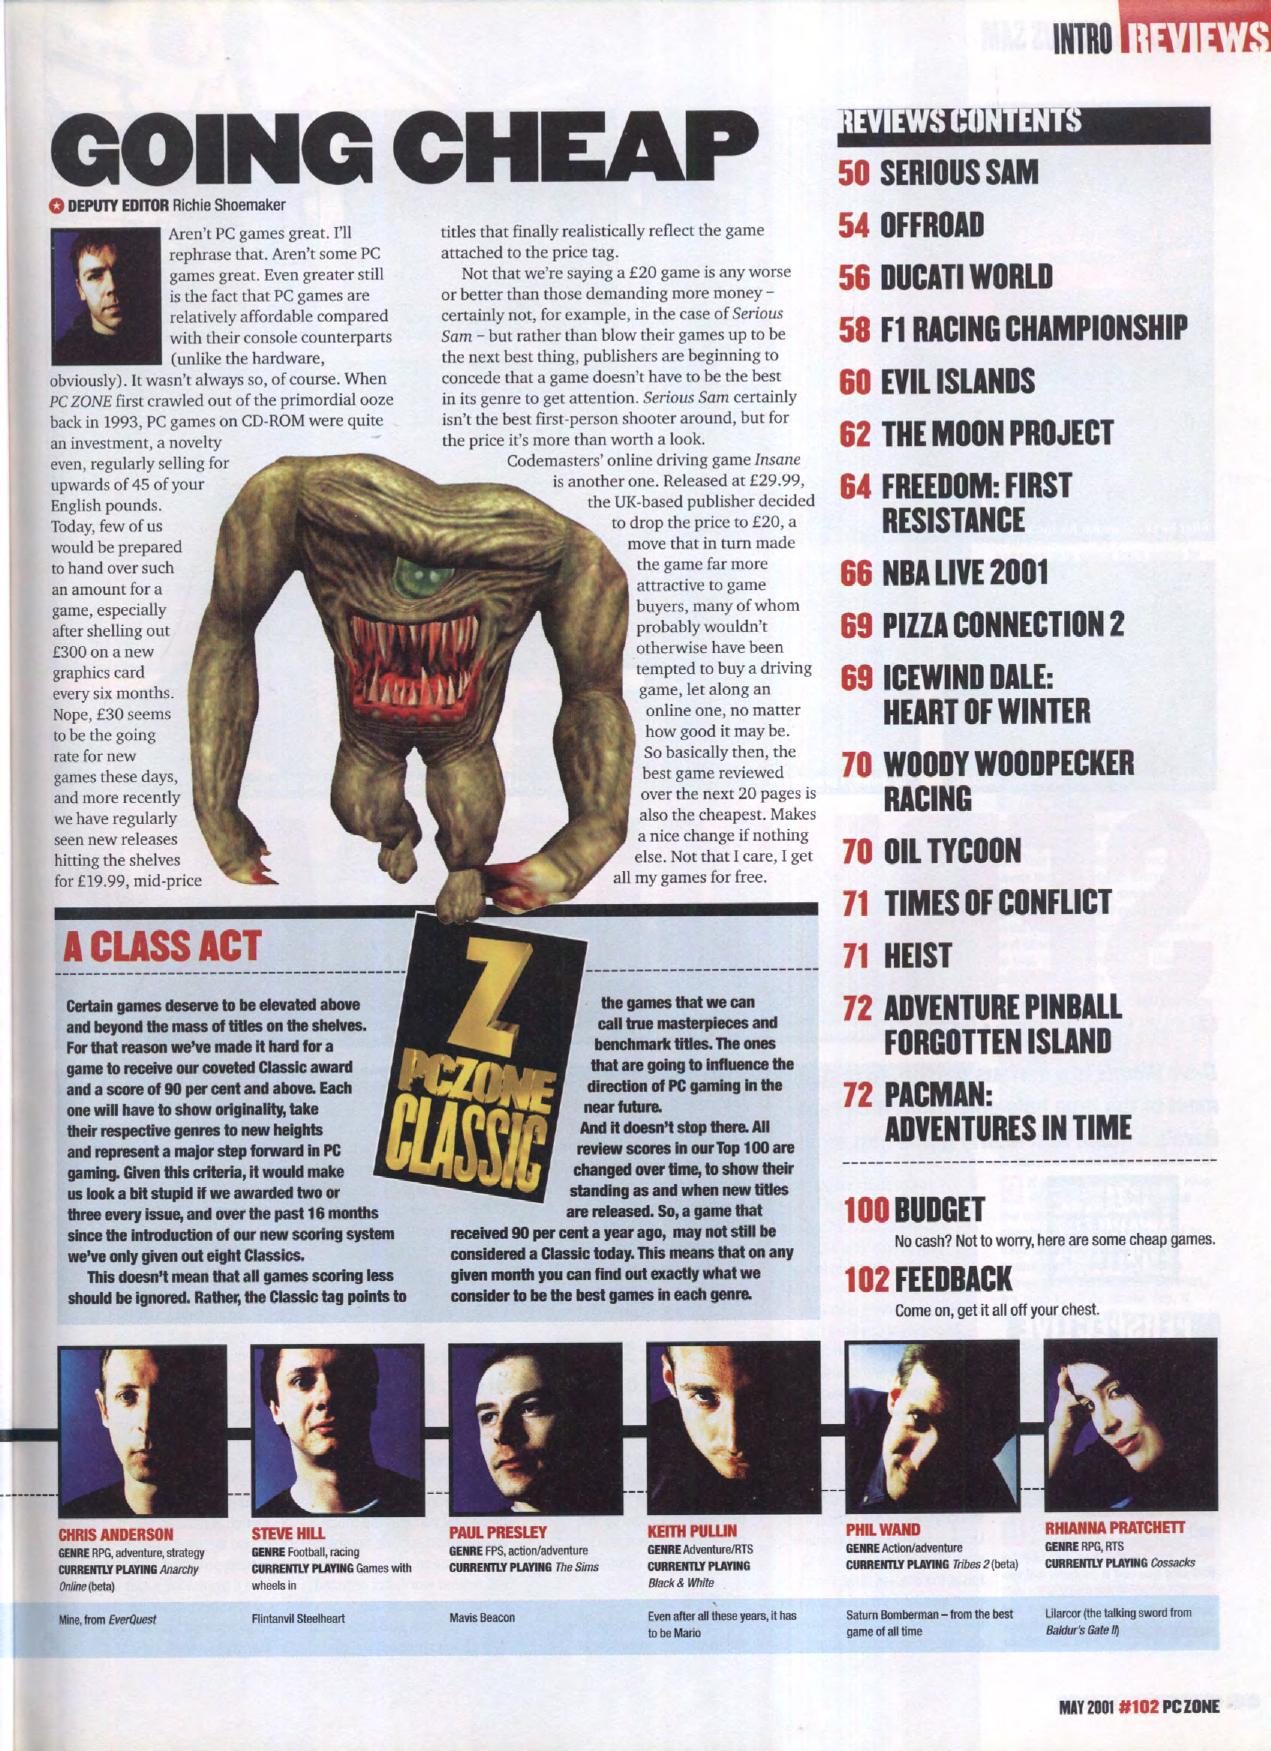 INTRO REVIEWS
GOING CHEAP
DEPUTY EDITOR Richie Shoemaker
Aren't PC games great. I'll
rephrase that. Aren't some PC
games great. Even greater still
is the fact that PC games are
relatively affordable compared
with their console counterparts
(unlike the hardware,
obviously). It wasn't always so, of course. When
PC ZONE first crawled out of the primordial ooze
back in 1993, PC games on CD-ROM were quite
an investment, a novelty
even, regularly selling for
upwards of 45 of your
English pounds.
Today, few of us
would be prepared
to hand over such
an amount for a
game, especially
after shelling out
£300 on a new
graphics card
every six months.
Nope, £30 seems
to be the going
rate for new
games these days,
and more recently
we have regularly
seen new releases
hitting the shelves
for £19.99, mid-price
titles that finally realistically reflect the game
attached to the price tag.
Not that we're saying a £20 game is any worse
or better than those demanding more money –
certainly not, for example, in the case of Serious
Sam – but rather than blow their games up to be
the next best thing, publishers are beginning to
concede that a game doesn't have to be the best
in its genre to get attention. Serious Sam certainly
isn't the best first-person shooter around, but for
the price it's more than worth a look.
Codemasters' online driving game Insane
is another one. Released at £29.99,
the UK-based publisher decided
to drop the price to £20, a
move that in turn made
the game far more
attractive to game
buyers, many of whom
probably wouldn't
otherwise have been
tempted to buy a driving
game, let along an
online one, no matter
how good it may be.
So basically then, the
best game reviewed
over the next 20 pages is
also the cheapest. Makes
a nice change if nothing
else. Not that I care, I get
all my games for free.
A CLASS ACT
Certain games deserve to be elevated above
and beyond the mass of titles on the shelves.
For that reason we've made it hard for a
game to receive our coveted Classic award
and a score of 90 per cent and above. Each
one will have to show originality, take
their respective genres to new heights
and represent a major step forward in PC
gaming. Given this criteria, it would make
us look a bit stupid if we awarded two or
three every issue, and over the past 16 months
since the introduction of our new scoring system
we've only given out eight Classics.
This doesn't mean that all games scoring less
should be ignored. Rather, the Classic tag points to
Z
PCZONE
CLASSIC
the games that we can
call true masterpieces and
benchmark titles. The ones
that are going to influence the
direction of PC gaming in the
near future.
And it doesn't stop there. All
review scores in our Top 100 are
changed over time, to show their
standing as and when new titles
are released. So, a game that
received 90 per cent a year ago, may not still be
considered a Classic today. This means that on any
given month you can find out exactly what we
consider to be the best games in each genre.
REVIEWS CONTENTS
50 SERIOUS SAM
54 OFFROAD
56 DUCATI WORLD
58 F1 RACING CHAMPIONSHIP
60 EVIL ISLANDS
62 THE MOON PROJECT
64 FREEDOM: FIRST
RESISTANCE
66 NBA LIVE 2001
69 PIZZA CONNECTION 2
69 ICEWIND DALE:
HEART OF WINTER
70 WOODY WOODPECKER
RACING
70 OIL TYCOON
71 TIMES OF CONFLICT
71 HEIST
72 ADVENTURE PINBALL
FORGOTTEN ISLAND
72 PACMAN:
ADVENTURES IN TIME
100 BUDGET
No cash? Not to worry, here are some cheap games.
102 FEEDBACK
Come on, get it all off your chest.
CHRIS ANDERSON
GENRE RPG, adventure, strategy
CURRENTLY PLAYING Anarchy
Online (beta)
Mine, from EverQuest
STEVE HILL
GENRE Football, racing
CURRENTLY PLAYING Games with
wheels in
Flintanvil Steelheart
PAUL PRESLEY
GENRE FPS, action/adventure
CURRENTLY PLAYING The Sims
Mavis Beacon
KEITH PULLIN
GENRE Adventure/RTS
CURRENTLY PLAYING
Black & White
Even after all these years, it has
to be Mario
PHIL WAND
GENRE Action/adventure
CURRENTLY PLAYING Tribes 2 (beta)
Saturn Bomberman – from the best
game of all time
RHIANNA PRATCHETT
GENRE RPG, RTS
CURRENTLY PLAYING Cossacks
Lilarcor (the talking sword from
Baldur's Gate II)
MAY 2001 #102 PC ZONE